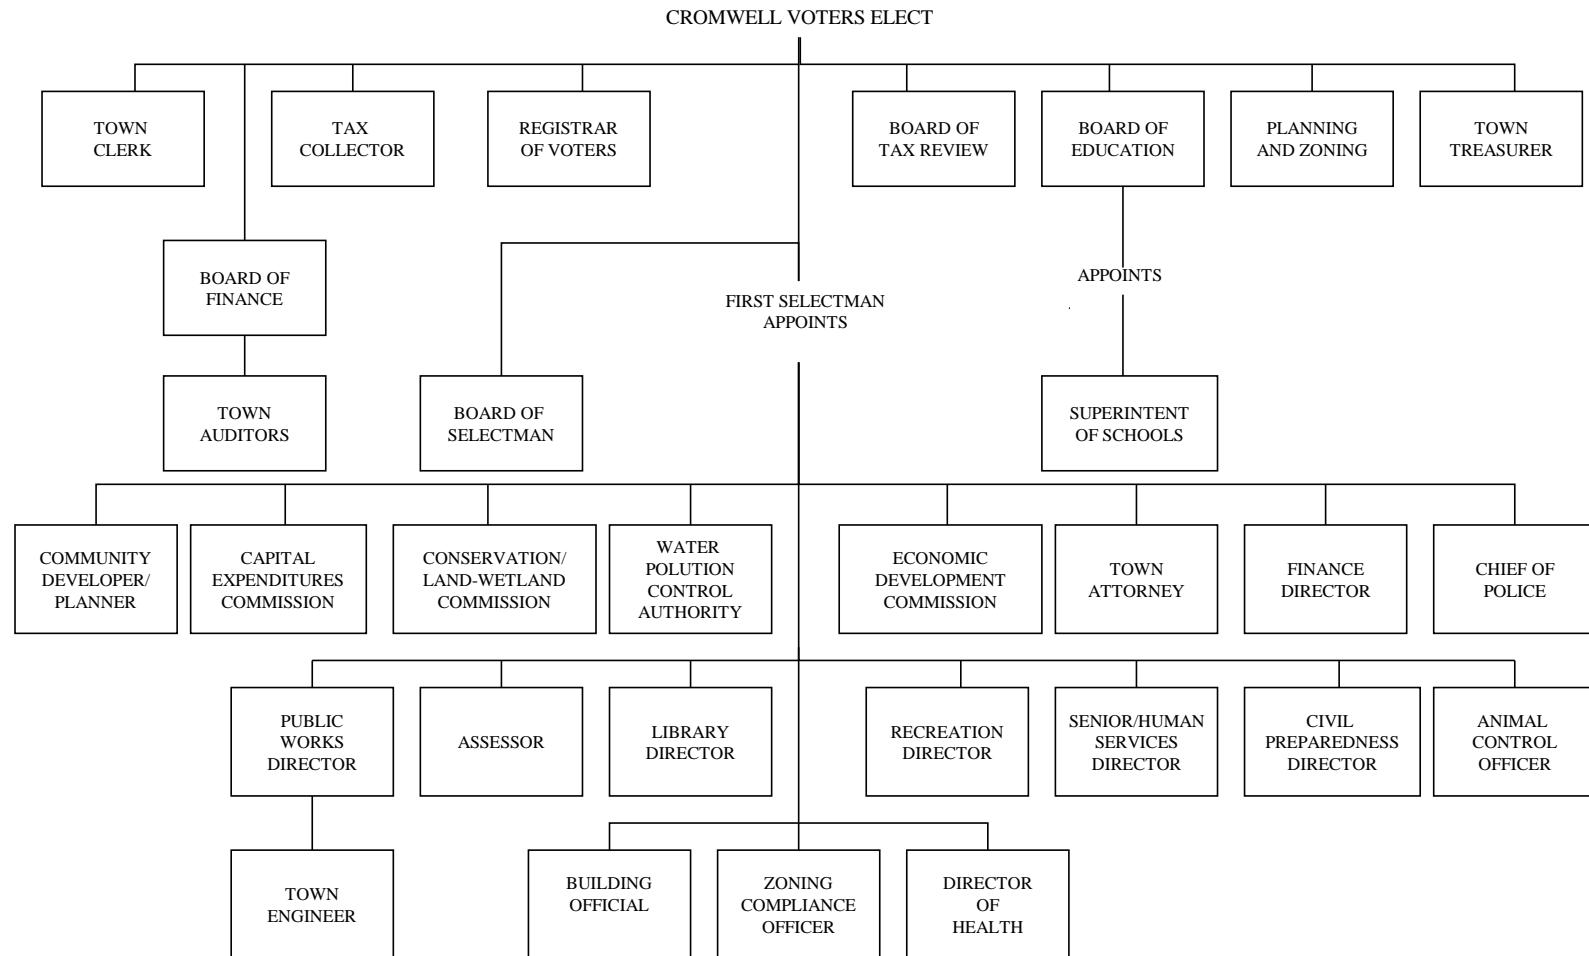 CROMWELL VOTERS ELECT
TOWN
CLERK
TAX
COLLECTOR
REGISTRAR
OF VOTERS
BOARD OF
TAX REVIEW
BOARD OF
EDUCATION
PLANNING
AND ZONING
TOWN
TREASURER
BOARD OF
FINANCE
FIRST SELECTMAN
APPOINTS
APPOINTS
TOWN
AUDITORS
BOARD OF
SELECTMAN
SUPERINTENT
OF SCHOOLS
COMMUNITY
DEVELOPER/
PLANNER
CAPITAL
EXPENDITURES
COMMISSION
CONSERVATION/
LAND-WETLAND
COMMISSION
WATER
POLUTION
CONTROL
AUTHORITY
ECONOMIC
DEVELOPMENT
COMMISSION
TOWN
ATTORNEY
FINANCE
DIRECTOR
CHIEF OF
POLICE
PUBLIC
WORKS
DIRECTOR
ASSESSOR
LIBRARY
DIRECTOR
RECREATION
DIRECTOR
SENIOR/HUMAN
SERVICES
DIRECTOR
CIVIL
PREPAREDNESS
DIRECTOR
ANIMAL
CONTROL
OFFICER
TOWN
ENGINEER
BUILDING
OFFICIAL
ZONING
COMPLIANCE
OFFICER
DIRECTOR
OF
HEALTH